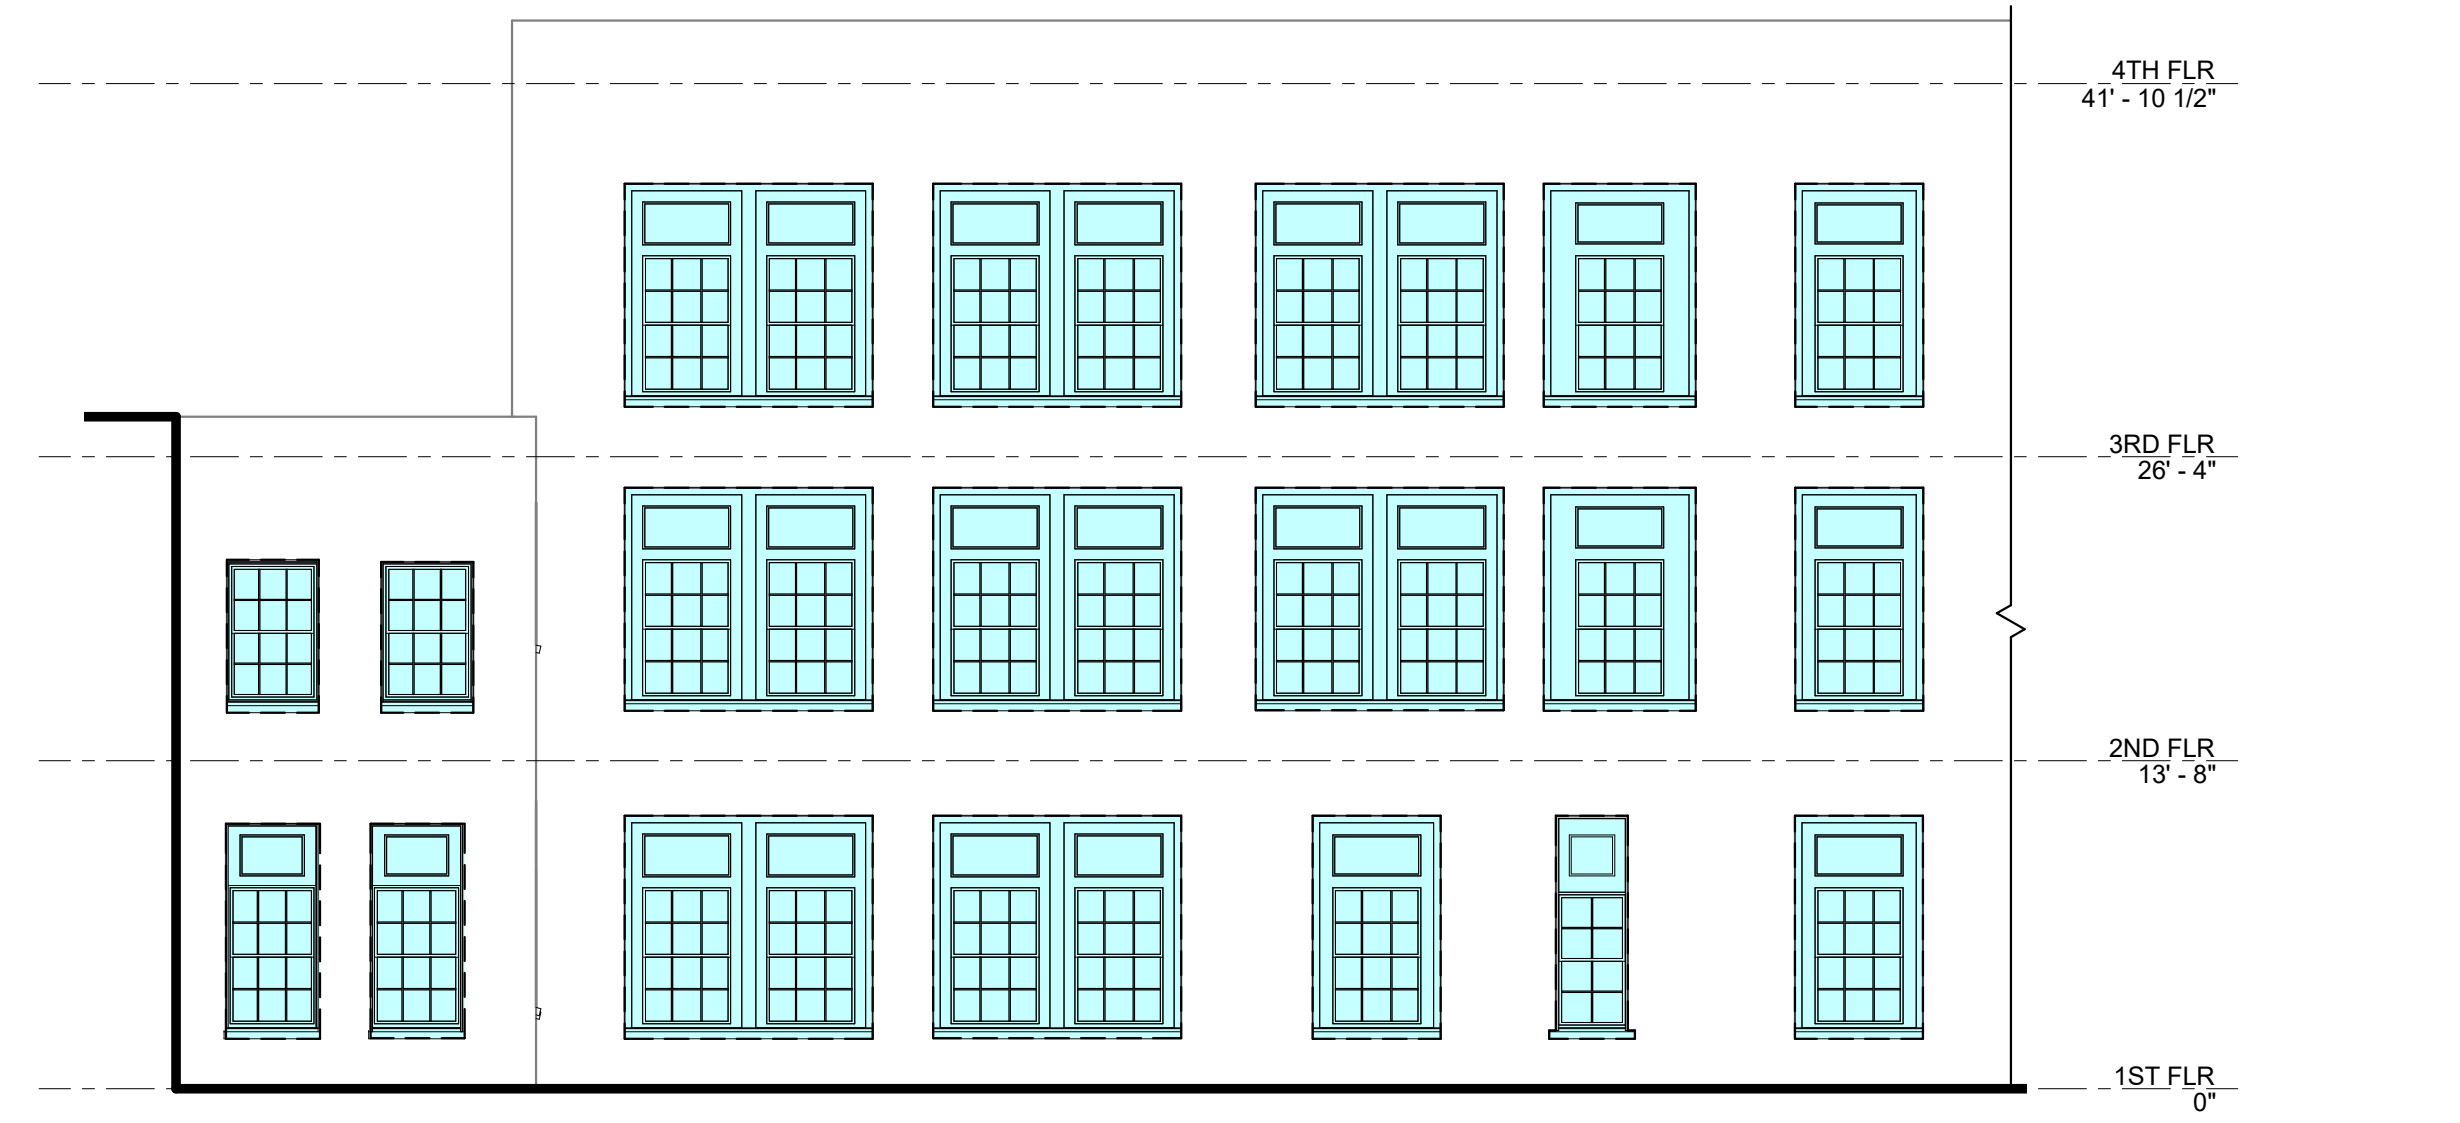 4TH FLR
41' - 10 1/2"
3RD FLR
26' - 4"
2ND FLR
13' - 8"
1ST FLR
0"